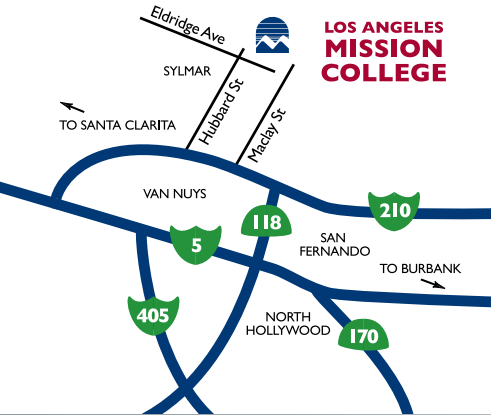 Eldridge Ave
LOS ANGELES
MISSION
COLLEGE
SYLMAR
Hubbard St
Maclay St
TO SANTA CLARITA
VAN NUYS
118
210
5
SAN
FERNANDO
TO BURBANK
405
NORTH
HOLLYWOOD
170